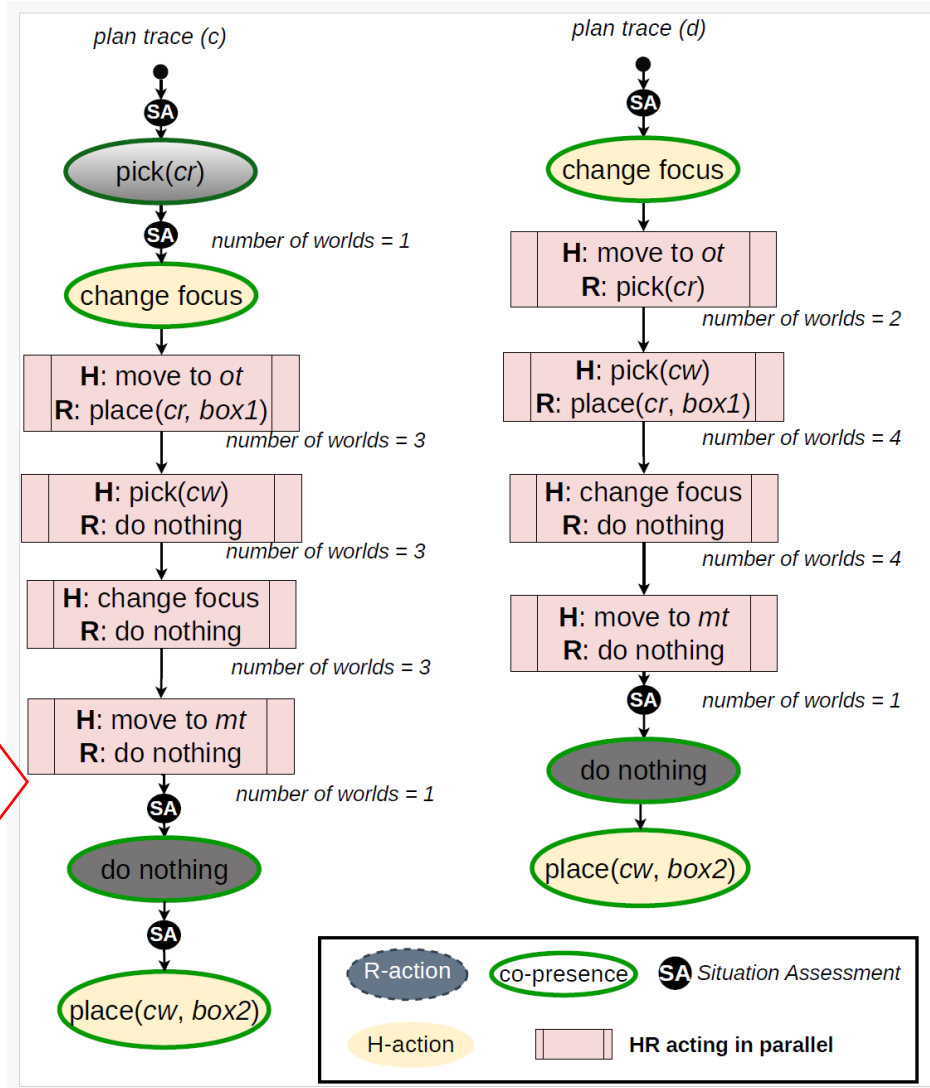 plan trace (c)
SA
pick(cr)
SA
number of worlds = 1
change focus
H: move to ot
R: place(cr, box1)
number of worlds = 3
H: pick(cw)
R: do nothing
number of worlds = 3
H: change focus
R: do nothing
number of worlds = 3
H: move to mt
R: do nothing
number of worlds = 1
SA
do nothing
SA
place(cw, box2)
plan trace (d)
SA
change focus
H: move to ot
R: pick(cr)
number of worlds = 2
H: pick(cw)
R: place(cr, box1)
number of worlds = 4
H: change focus
R: do nothing
number of worlds = 4
H: move to mt
R: do nothing
SA
number of worlds = 1
do nothing
place(cw, box2)
R-action
co-presence
SA Situation Assessment
H-action
HR acting in parallel